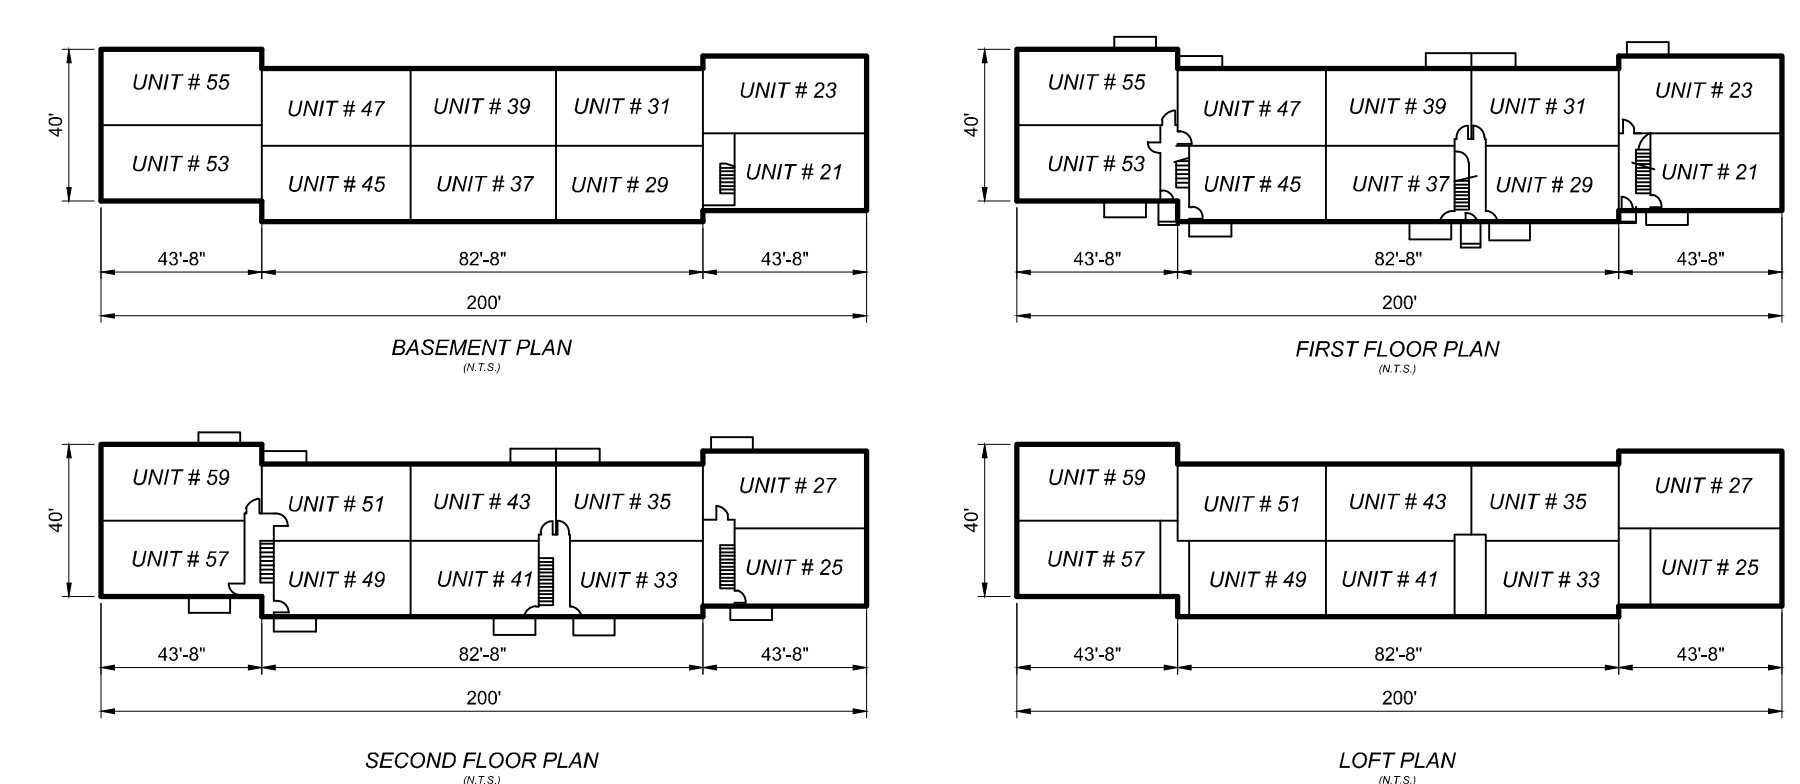 UNIT # 55
UNIT # 47
UNIT # 39
UNIT # 31
UNIT # 23
40'
UNIT # 53
UNIT # 45
UNIT # 37
UNIT # 29
UNIT # 21
43'-8"
82'-8"
43'-8"
200'
BASEMENT PLAN
(N.T.S.)
UNIT # 55
UNIT # 47
UNIT # 39
UNIT # 31
UNIT # 23
40'
UNIT # 53
UNIT # 45
UNIT # 37
UNIT # 29
UNIT # 21
43'-8"
82'-8"
43'-8"
200'
FIRST FLOOR PLAN
(N.T.S.)
UNIT # 59
UNIT # 51
UNIT # 43
UNIT # 35
UNIT # 27
40'
UNIT # 57
UNIT # 49
UNIT # 41
UNIT # 33
UNIT # 25
43'-8"
82'-8"
43'-8"
200'
SECOND FLOOR PLAN
(N.T.S.)
UNIT # 59
UNIT # 51
UNIT # 43
UNIT # 35
UNIT # 27
40'
UNIT # 57
UNIT # 49
UNIT # 41
UNIT # 33
UNIT # 25
43'-8"
82'-8"
43'-8"
200'
LOFT PLAN
(N.T.S.)